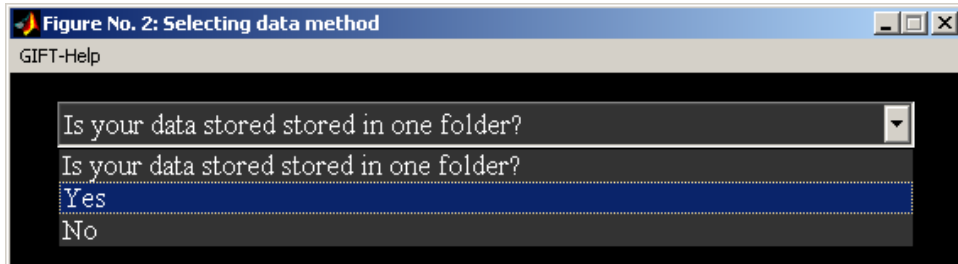 Figure No. 2: Selecting data method
GIFT-Help
Is your data stored stored in one folder?
Is your data stored stored in one folder?
Yes
No